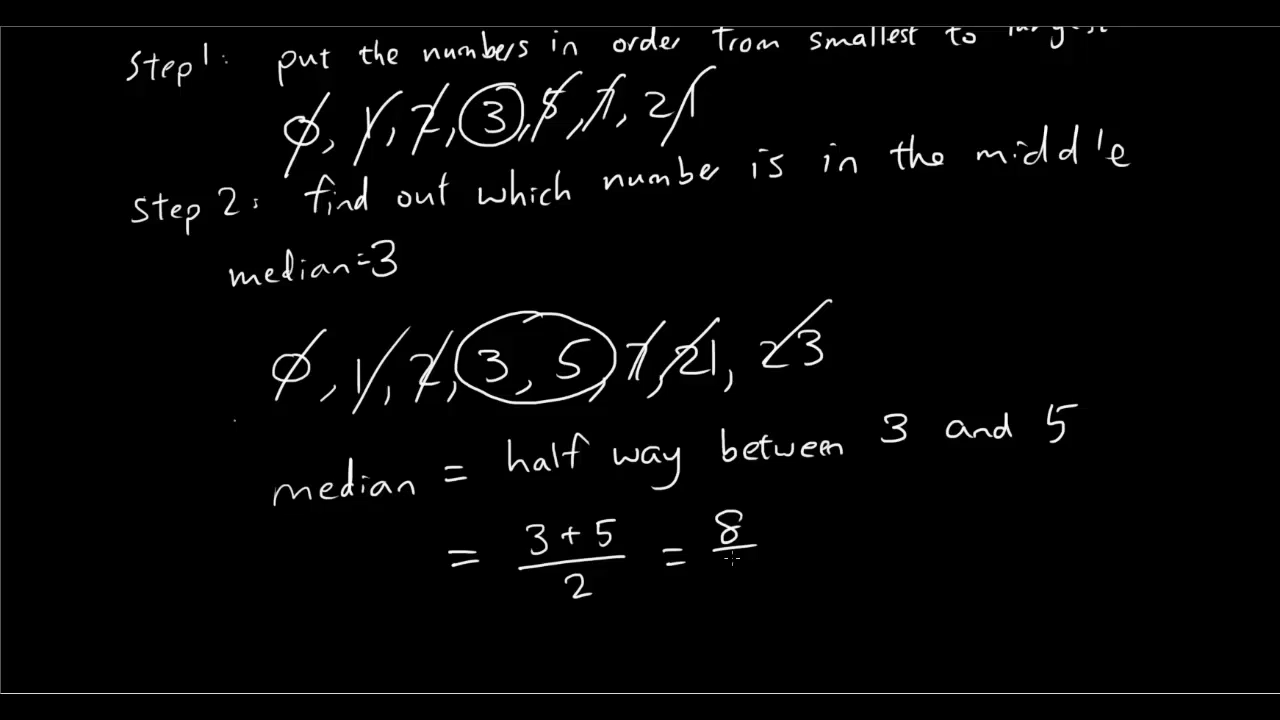 Step 1: put the numbers in order from smallest to largest
0, 1, 2, 3, 5, 7, 21
Step 2: find out which number is in the middle
median=3
0, 1, 2, 3, 5, 7, 21, 23
median = half way between 3 and 5
= 3 + 5 / 2 = 8